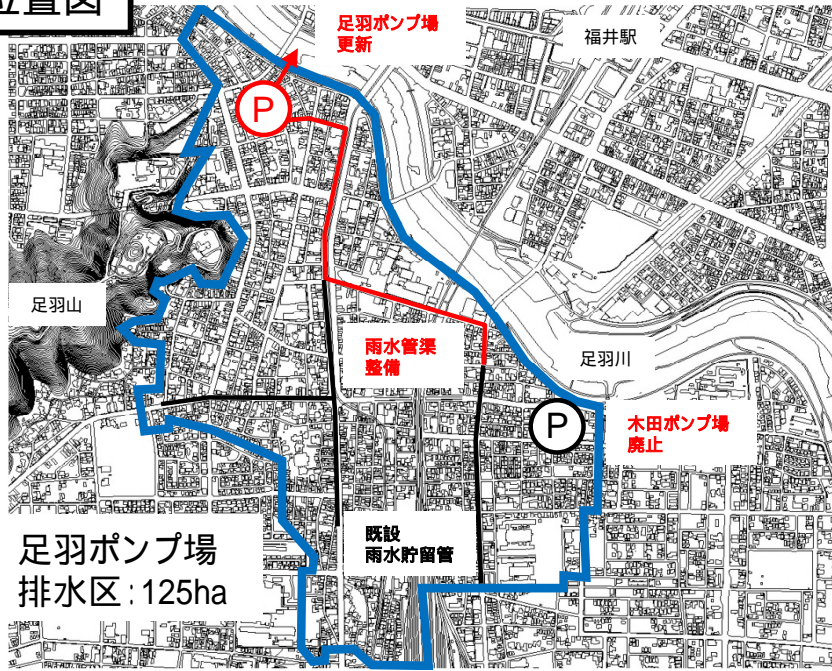 位置図
足羽ポンプ場
更新
福井駅
P
足羽山
雨水管渠
整備
足羽川
P
木田ポンプ場
廃止
既設
雨水貯留管
足羽ポンプ場
排水区:125ha